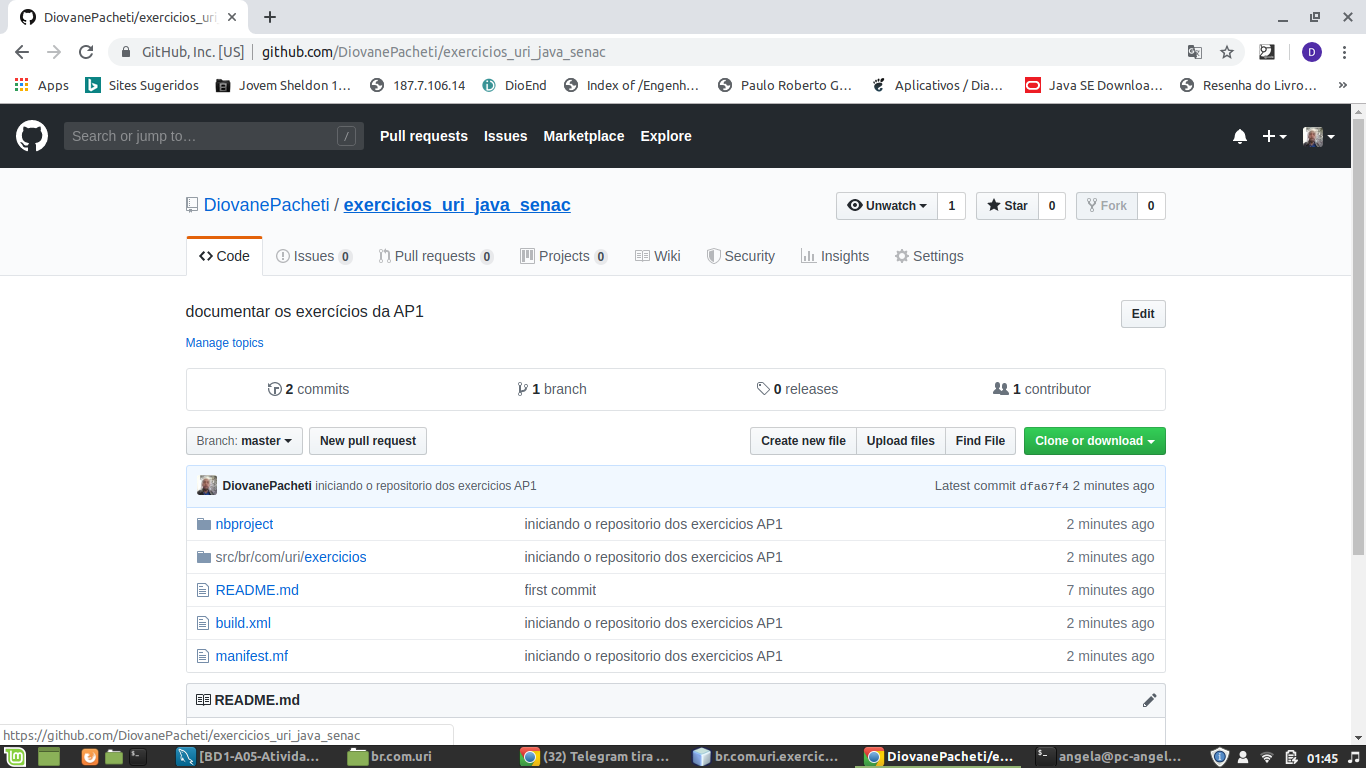 DiovanePacheti/exercicios_uri
GitHub, Inc. [US] github.com/DiovanePacheti/exercicios_uri_java_senac D
Apps Sites Sugeridos Jovem Sheldon 1... 187.7.106.14 DioEnd Index of /Engenh... Paulo Roberto G... Aplicativos / Dia... Java SE Downloa... Resenha do Livro... »
Search or jump to... / Pull requests Issues Marketplace Explore
DiovanePacheti / exercicios_uri_java_senac Unwatch 1 Star 0 Fork 0
Code Issues 0 Pull requests 0 Projects 0 Wiki Security Insights Settings
documentar os exercícios da AP1 Edit
Manage topics
2 commits 1 branch 0 releases 1 contributor
Branch: master New pull request Create new file Upload files Find File Clone or download
DiovanePacheti iniciando o repositorio dos exercicios AP1 Latest commit dfa67f4 2 minutes ago
nbproject iniciando o repositorio dos exercicios AP1 2 minutes ago
src/br/com/uri/exercicios iniciando o repositorio dos exercicios AP1 2 minutes ago
README.md first commit 7 minutes ago
build.xml iniciando o repositorio dos exercicios AP1 2 minutes ago
manifest.mf iniciando o repositorio dos exercicios AP1 2 minutes ago
README.md
https://github.com/DiovanePacheti/exercicios_uri_java_senac
[BD1-A05-Ativida... br.com.uri (32) Telegram tira ... br.com.uri.exercic... DiovanePacheti/e... angela@pc-angel... 01:45